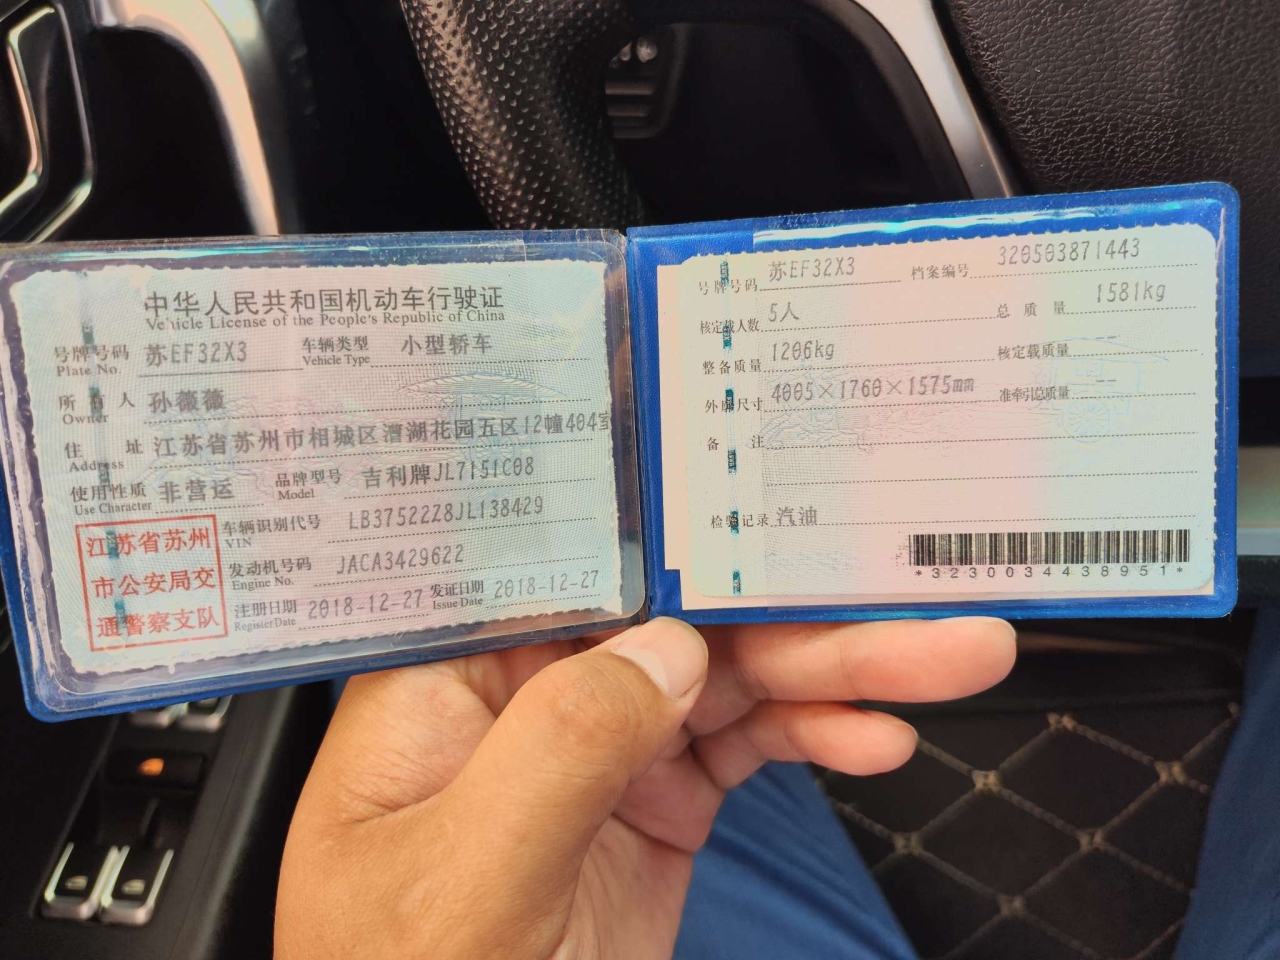 中华人民共和国机动车行驶证
Vehicle License of the People's Republic of China
号牌号码 苏EF32X3 车辆类型 小型轿车
Plate No. Vehicle Type
所有人 孙薇薇
Owner
住址 江苏省苏州市相城区漕湖花园五区12幢404室
Address
使用性质 非营运 品牌型号 吉利牌JL7151C08
Use Character Model
江苏省苏州
市公安局交
通警察支队
车辆识别代号 LB37522Z8JL138429
VIN
发动机号码 JACA3429622
Engine No.
注册日期 2018-12-27 发证日期 2018-12-27
Register Date Issue Date
号牌号码 苏EF32X3 档案编号 320503871443
核定载人数 5人 总质量 1581kg
整备质量 1206kg 核定载质量 --
外廓尺寸 4005×1760×1575mm 准牵引总质量 --
备注
检验记录 汽油
*3230034438951*